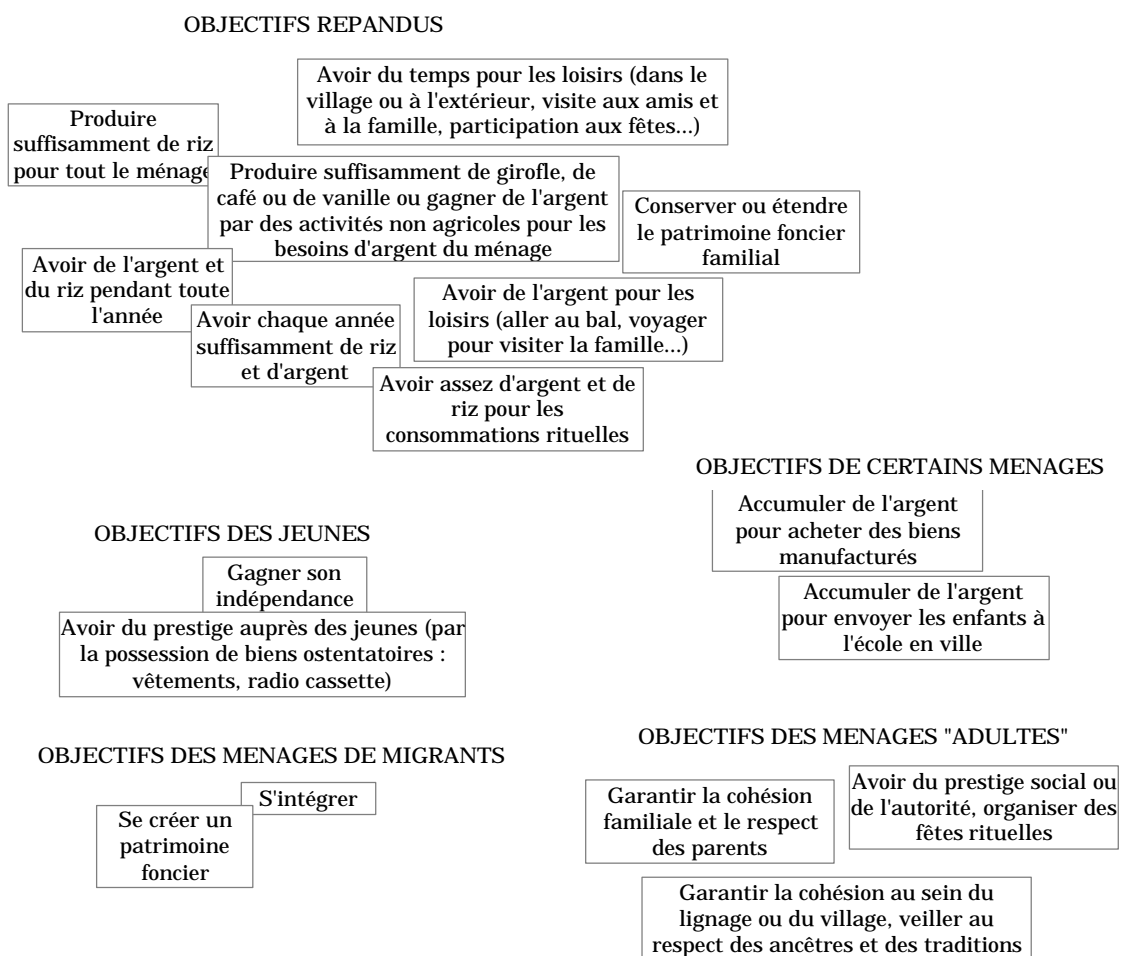 OBJECTIFS REPANDUS
Avoir du temps pour les loisirs (dans le
village ou à l'extérieur, visite aux amis et
à la famille, participation aux fêtes...)
Produire
suffisamment de riz
pour tout le ménage
Produire suffisamment de girofle, de
café ou de vanille ou gagner de l'argent
par des activités non agricoles pour les
besoins d'argent du ménage
Conserver ou étendre
le patrimoine foncier
familial
Avoir de l'argent et
du riz pendant toute
l'année
Avoir de l'argent pour les
loisirs (aller au bal, voyager
pour visiter la famille...)
Avoir chaque année
suffisamment de riz
et d'argent
Avoir assez d'argent et de
riz pour les
consommations rituelles
OBJECTIFS DE CERTAINS MENAGES
Accumuler de l'argent
pour acheter des biens
manufacturés
Accumuler de l'argent
pour envoyer les enfants à
l'école en ville
OBJECTIFS DES JEUNES
Gagner son
indépendance
Avoir du prestige auprès des jeunes (par
la possession de biens ostentatoires :
vêtements, radio cassette)
OBJECTIFS DES MENAGES DE MIGRANTS
S'intégrer
Se créer un
patrimoine
foncier
OBJECTIFS DES MENAGES "ADULTES"
Garantir la cohésion
familiale et le respect
des parents
Avoir du prestige social ou
de l'autorité, organiser des
fêtes rituelles
Garantir la cohésion au sein du
lignage ou du village, veiller au
respect des ancêtres et des traditions